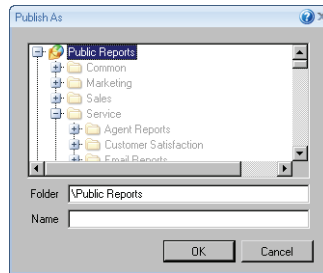 Publish As
Public Reports
Common
Marketing
Sales
Service
Agent Reports
Customer Satisfaction
Email Reports
Folder \Public Reports
Name
OK Cancel